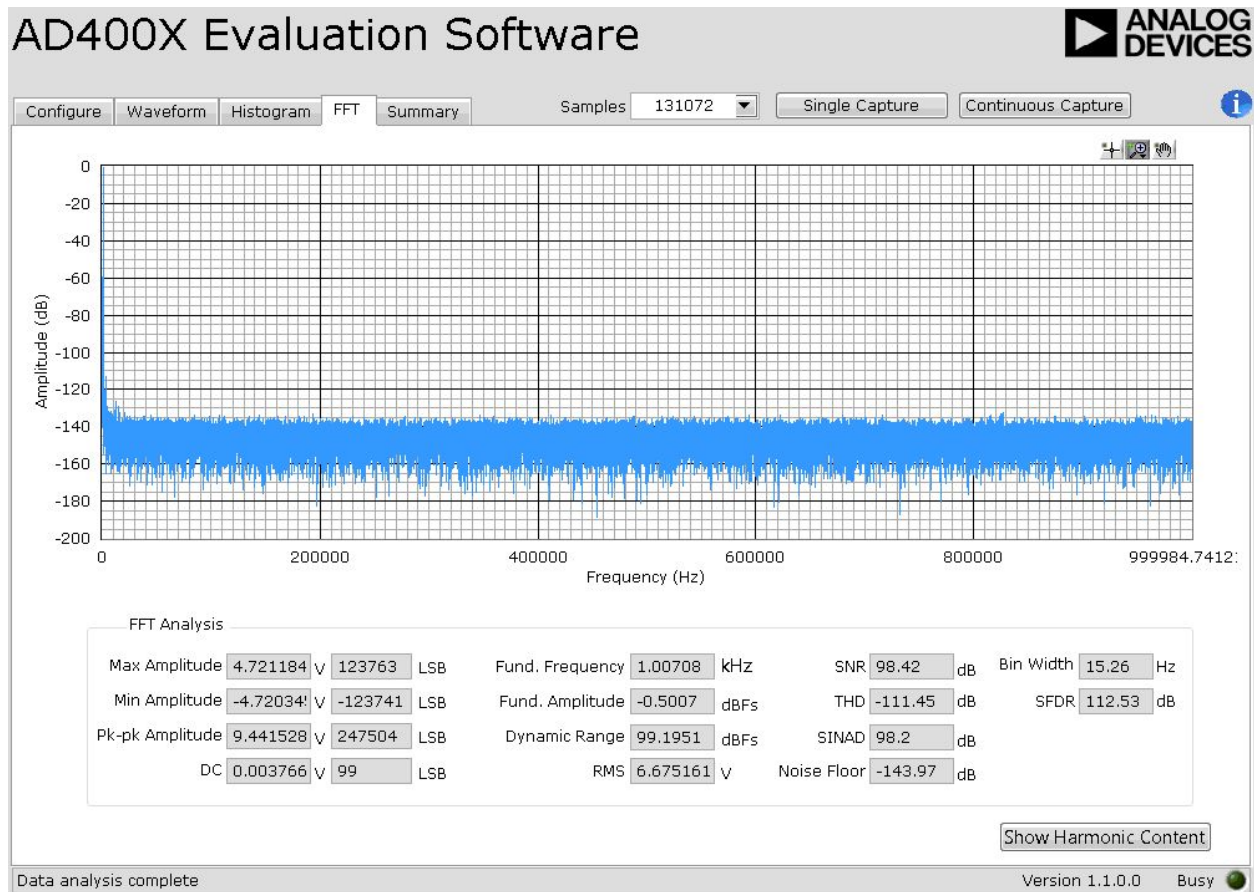 AD400X Evaluation Software
ANALOG DEVICES
Configure Waveform Histogram FFT Summary Samples 131072 Single Capture Continuous Capture
0
-20
-40
-60
-80
-100
-120
-140
-160
-180
-200
Amplitude (dB)
0 200000 400000 600000 800000 999984.7412
Frequency (Hz)
FFT Analysis
Max Amplitude 4.721184 V 123763 LSB Fund. Frequency 1.00708 kHz SNR 98.42 dB Bin Width 15.26 Hz
Min Amplitude -4.72034 V -123741 LSB Fund. Amplitude -0.5007 dBFs THD -111.45 dB SFDR 112.53 dB
Pk-pk Amplitude 9.441528 V 247504 LSB Dynamic Range 99.1951 dBFs SINAD 98.2 dB
DC 0.003766 V 99 LSB RMS 6.675161 V Noise Floor -143.97 dB
Show Harmonic Content
Data analysis complete Version 1.1.0.0 Busy